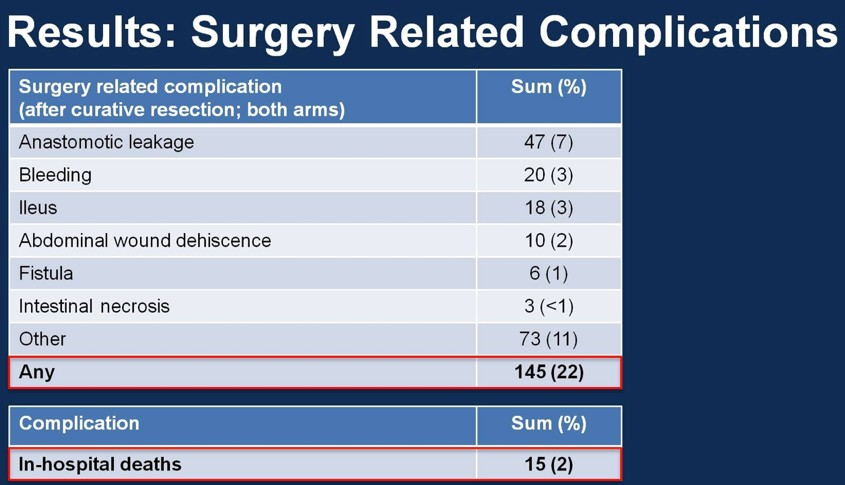 Results: Surgery Related Complications
Surgery related complication
(after curative resection; both arms)
Sum (%)
Anastomotic leakage 47 (7)
Bleeding 20 (3)
Ileus 18 (3)
Abdominal wound dehiscence 10 (2)
Fistula 6 (1)
Intestinal necrosis 3 (<1)
Other 73 (11)
Any 145 (22)
Complication Sum (%)
In-hospital deaths 15 (2)